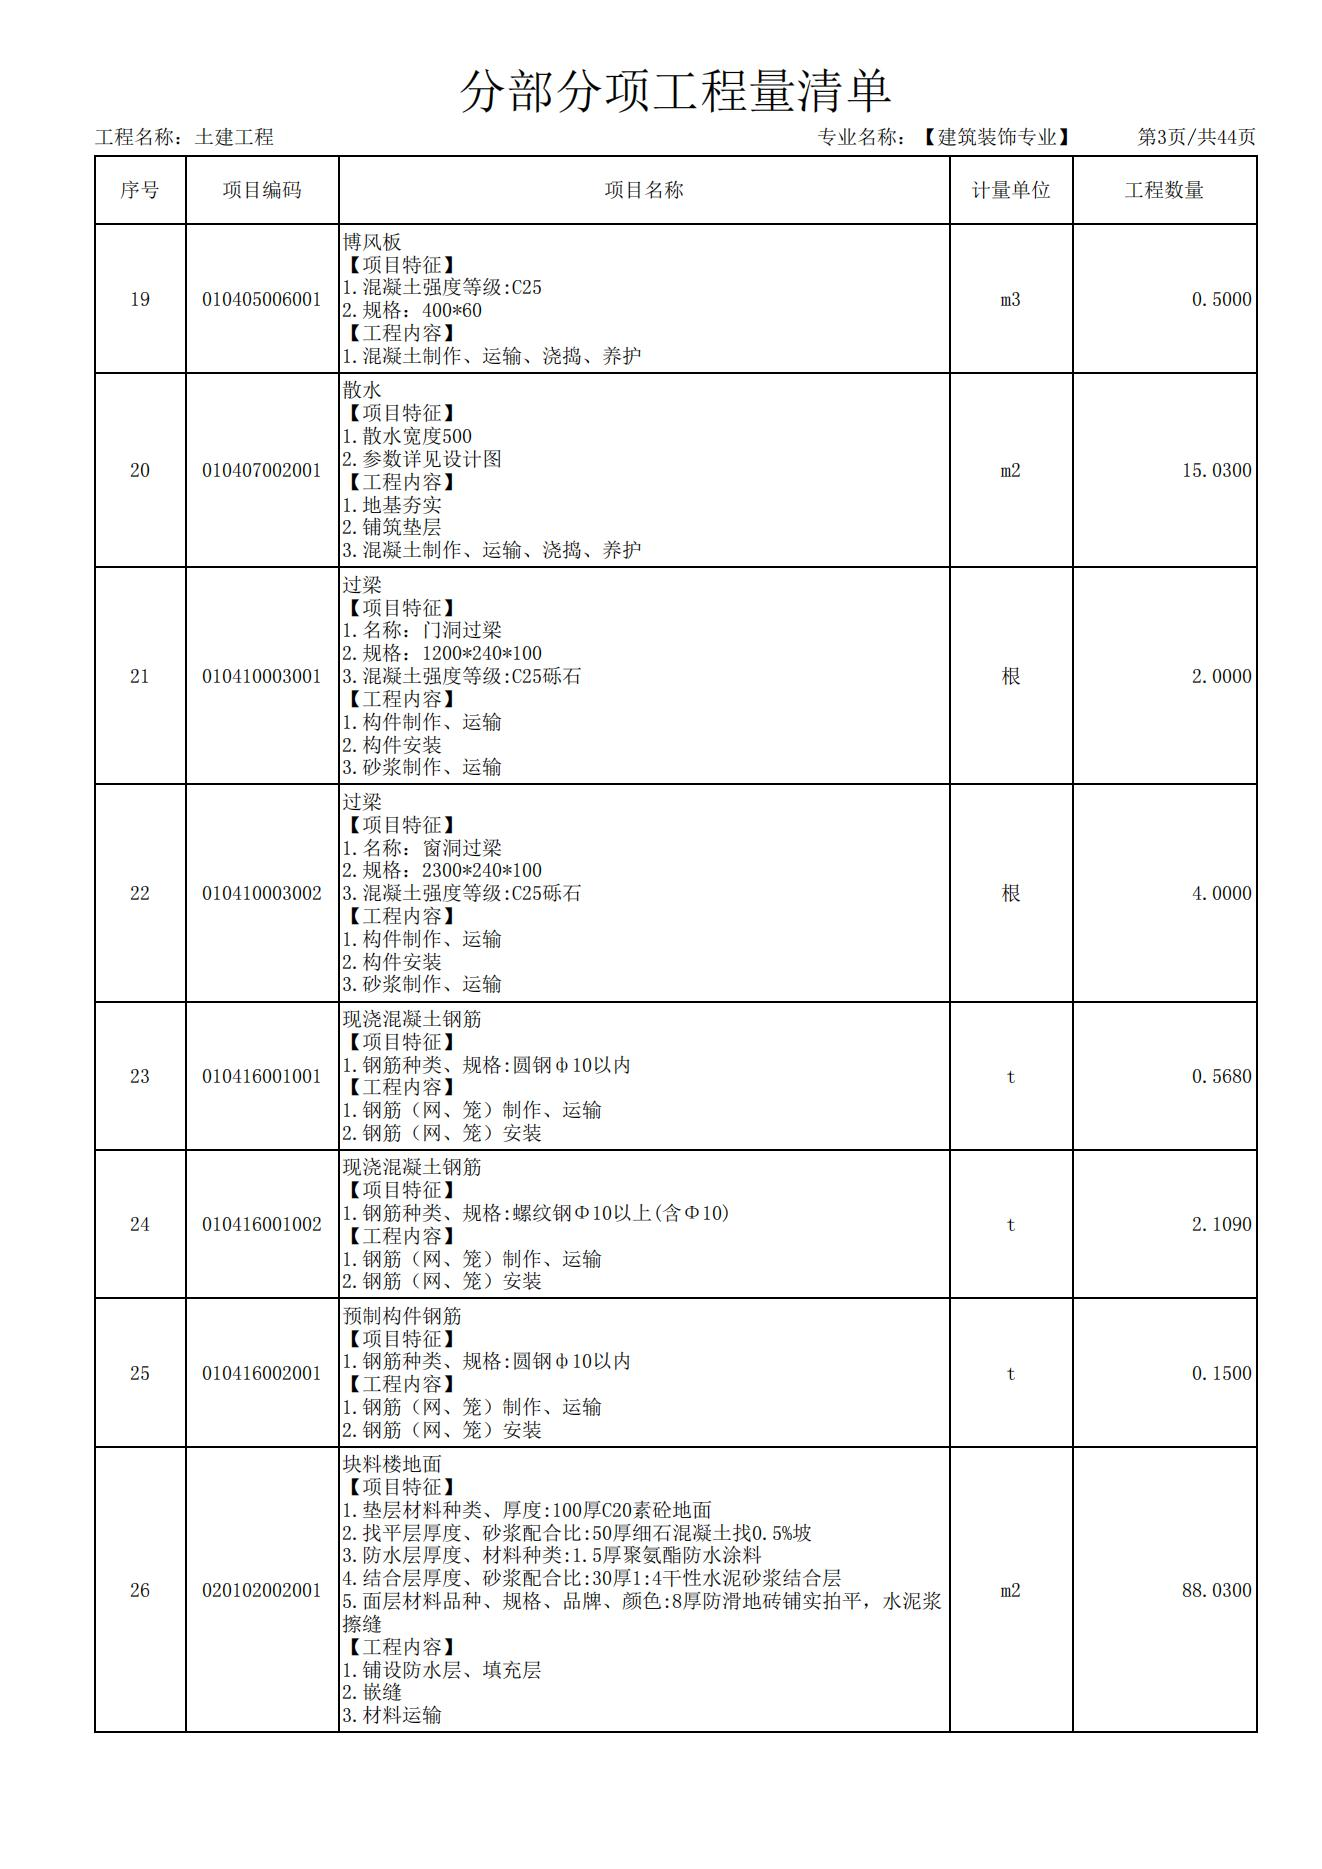 分部分项工程量清单
工程名称：土建工程 专业名称：【建筑装饰专业】 第3页/共44页
序号 项目编码 项目名称 计量单位 工程数量
博风板
【项目特征】
1.混凝土强度等级:C25
2.规格：400*60
【工程内容】
1.混凝土制作、运输、浇捣、养护
19 010405006001 m3 0.5000
散水
【项目特征】
1.散水宽度500
2.参数详见设计图
【工程内容】
1.地基夯实
2.铺筑垫层
3.混凝土制作、运输、浇捣、养护
20 010407002001 m2 15.0300
过梁
【项目特征】
1.名称：门洞过梁
2.规格：1200*240*100
3.混凝土强度等级:C25砾石
【工程内容】
1.构件制作、运输
2.构件安装
3.砂浆制作、运输
21 010410003001 根 2.0000
过梁
【项目特征】
1.名称：窗洞过梁
2.规格：2300*240*100
3.混凝土强度等级:C25砾石
【工程内容】
1.构件制作、运输
2.构件安装
3.砂浆制作、运输
22 010410003002 根 4.0000
现浇混凝土钢筋
【项目特征】
1.钢筋种类、规格:圆钢φ10以内
【工程内容】
1.钢筋（网、笼）制作、运输
2.钢筋（网、笼）安装
23 010416001001 t 0.5680
现浇混凝土钢筋
【项目特征】
1.钢筋种类、规格:螺纹钢Φ10以上(含Φ10)
【工程内容】
1.钢筋（网、笼）制作、运输
2.钢筋（网、笼）安装
24 010416001002 t 2.1090
预制构件钢筋
【项目特征】
1.钢筋种类、规格:圆钢φ10以内
【工程内容】
1.钢筋（网、笼）制作、运输
2.钢筋（网、笼）安装
25 010416002001 t 0.1500
块料楼地面
【项目特征】
1.垫层材料种类、厚度:100厚C20素砼地面
2.找平层厚度、砂浆配合比:50厚细石混凝土找0.5%坡
3.防水层厚度、材料种类:1.5厚聚氨酯防水涂料
4.结合层厚度、砂浆配合比:30厚1:4干性水泥砂浆结合层
5.面层材料品种、规格、品牌、颜色:8厚防滑地砖铺实拍平，水泥浆
擦缝
【工程内容】
1.铺设防水层、填充层
2.嵌缝
3.材料运输
26 020102002001 m2 88.0300